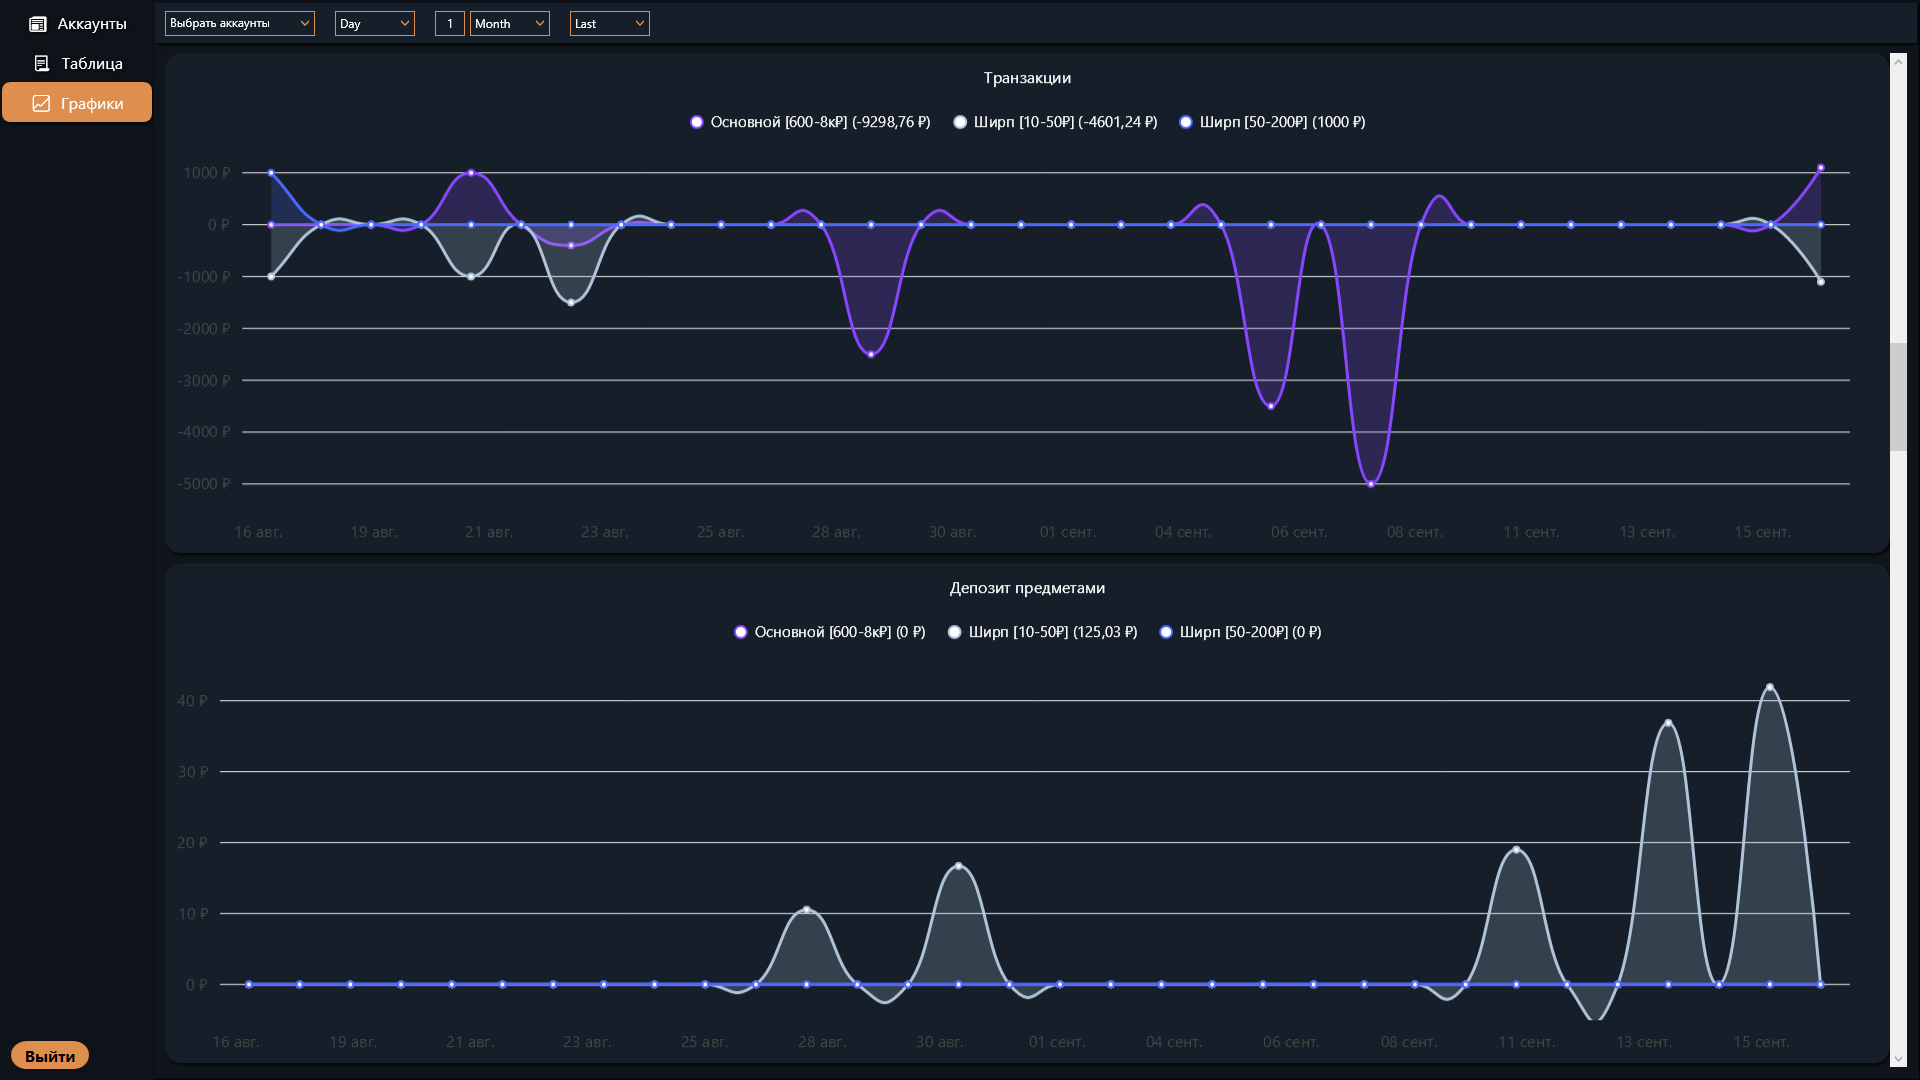 Аккаунты
Таблица
Графики
Выйти
Выбрать аккаунты Day 1 Month Last
Транзакции
Основной [600-8к₽] (-9298,76 ₽) Ширп [10-50₽] (-4601,24 ₽) Ширп [50-200₽] (1000 ₽)
1000 ₽
0 ₽
-1000 ₽
-2000 ₽
-3000 ₽
-4000 ₽
-5000 ₽
16 авг. 19 авг. 21 авг. 23 авг. 25 авг. 28 авг. 30 авг. 01 сент. 04 сент. 06 сент. 08 сент. 11 сент. 13 сент. 15 сент.
Депозит предметами
Основной [600-8к₽] (0 ₽) Ширп [10-50₽] (125,03 ₽) Ширп [50-200₽] (0 ₽)
40 ₽
30 ₽
20 ₽
10 ₽
0 ₽
16 авг. 19 авг. 21 авг. 23 авг. 25 авг. 28 авг. 30 авг. 01 сент. 04 сент. 06 сент. 08 сент. 11 сент. 13 сент. 15 сент.